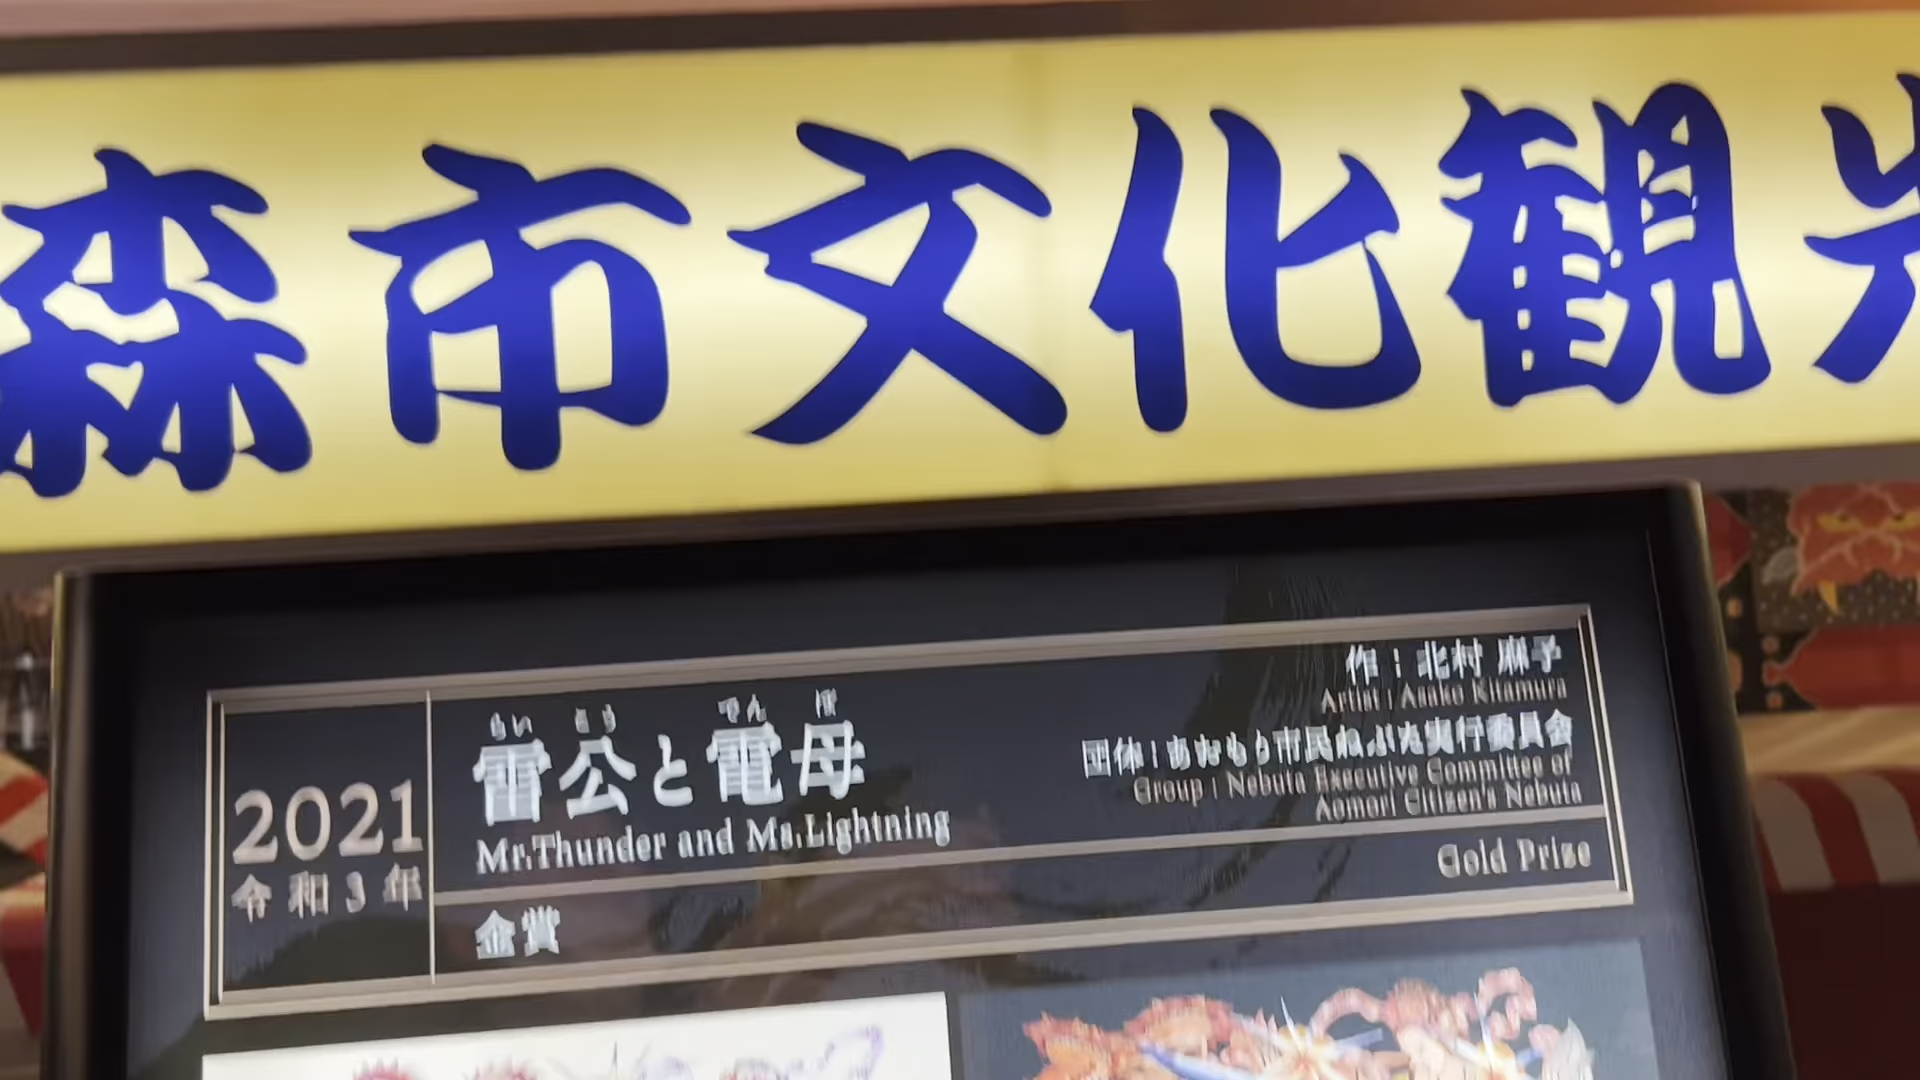 森市文化観光
2021
令和3年
らいこう でんぼ
雷公と電母
Mr.Thunder and Ms.Lightning
金賞
作：北村 麻子
Artist : Asako Kitamura
団体：あおもり市民ねぶた実行委員会
Group : Nebuta Executive Committee of
Aomori Citizen's Nebuta
Gold Prize